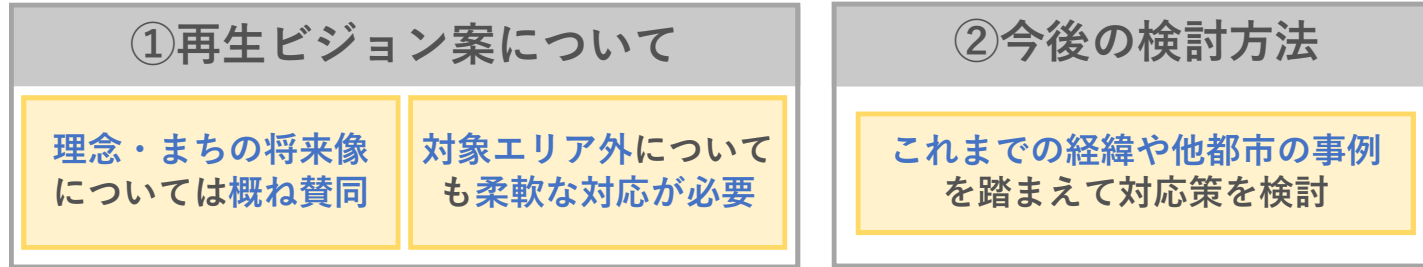 ①再生ビジョン案について
理念・まちの将来像
については概ね賛同
対象エリア外について
も柔軟な対応が必要
②今後の検討方法
これまでの経緯や他都市の事例
を踏まえて対応策を検討